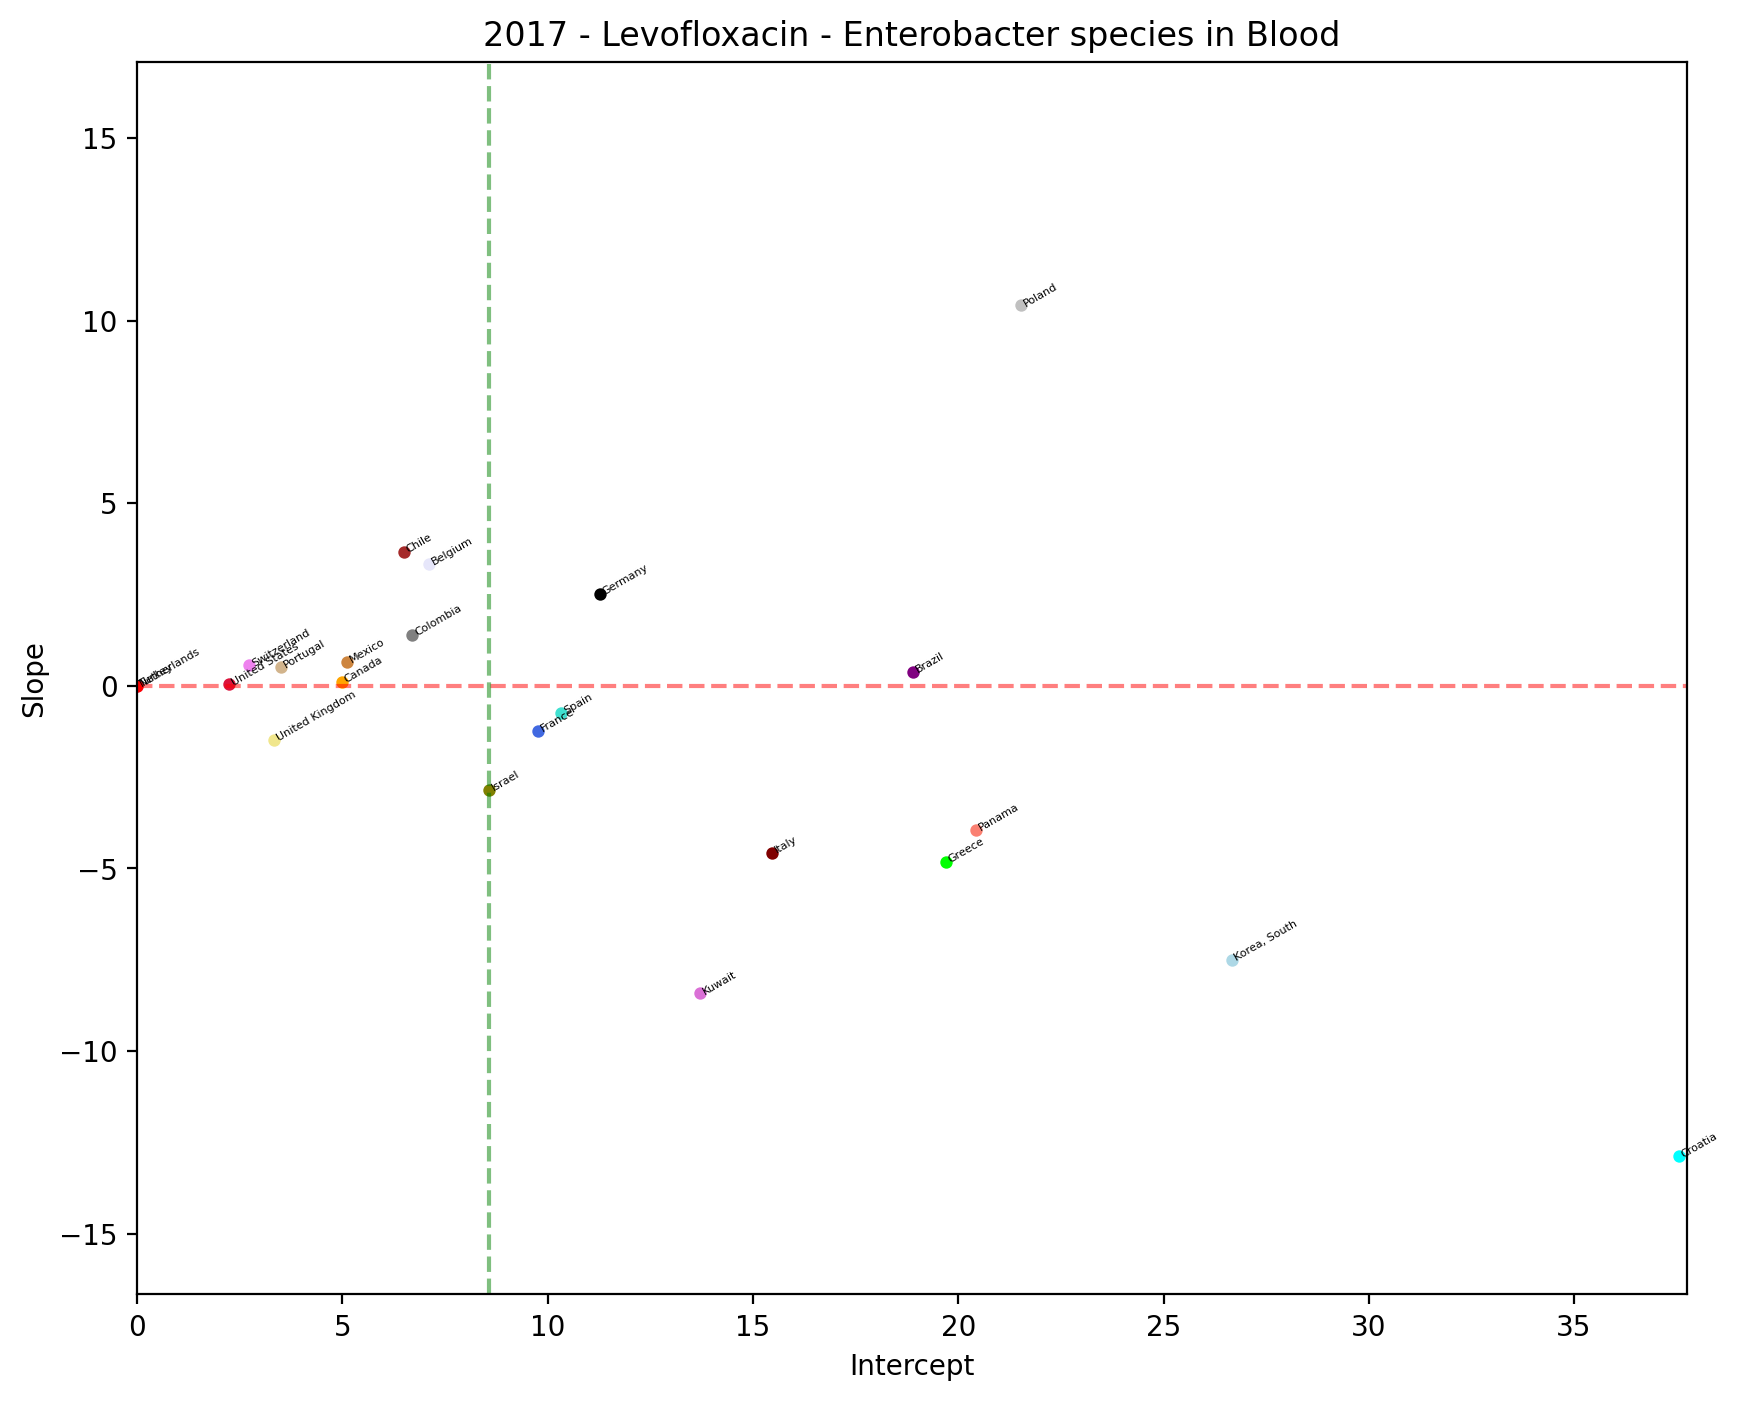 2017 - Levofloxacin - Enterobacter species in Blood
15
10
5
0
−5
−10
−15
Slope
Poland
Chile
Belgium
Germany
Colombia
Switzerland
Mexico
Portugal
United States
Netherlands
Turkey
Canada
Brazil
United Kingdom
Spain
France
Israel
Panama
Italy
Greece
Korea, South
Kuwait
Croatia
0 5 10 15 20 25 30 35
Intercept